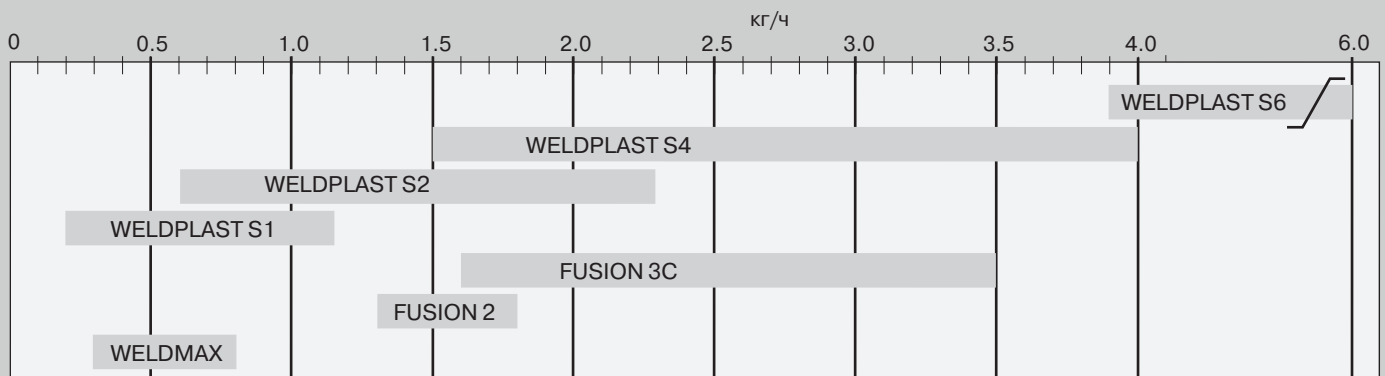 кг/ч
0 0.5 1.0 1.5 2.0 2.5 3.0 3.5 4.0 6.0
WELDPLAST S6
WELDPLAST S4
WELDPLAST S2
WELDPLAST S1
FUSION 3C
FUSION 2
WELDMAX